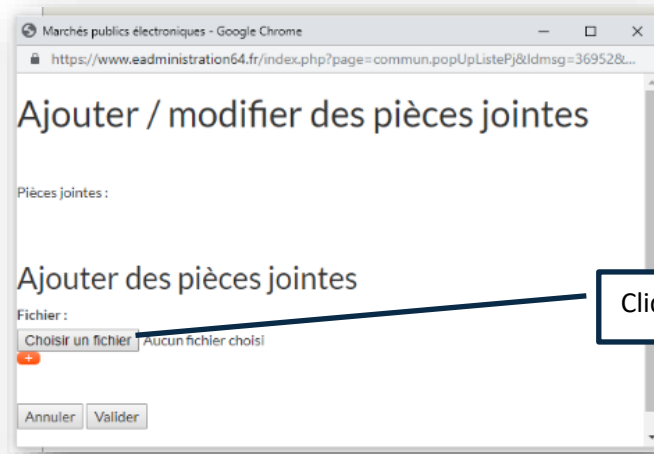 Marchés publics électroniques - Google Chrome
https://www.eadministration64.fr/index.php?page=commun.popUpListePj&Idmsg=36952&...
Ajouter / modifier des pièces jointes
Pièces jointes :
Ajouter des pièces jointes
Fichier :
Choisir un fichier Aucun fichier choisi
+
Annuler Valider